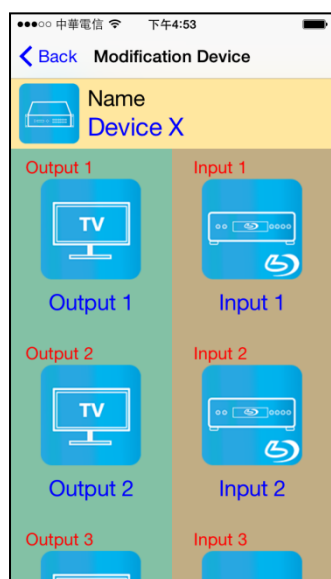 中華電信 下午4:53
Back Modification Device
Name
Device X
Output 1 Input 1
TV
Output 1 Input 1
Output 2 Input 2
TV
Output 2 Input 2
Output 3 Input 3